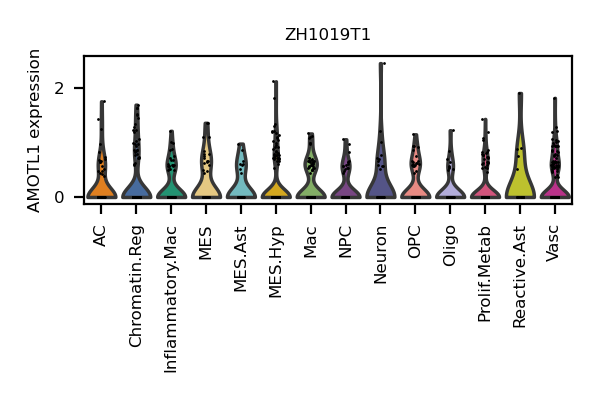 ZH1019T1
AMOTL1 expression
2
0
AC
Chromatin.Reg
Inflammatory.Mac
MES
MES.Ast
MES.Hyp
Mac
NPC
Neuron
OPC
Oligo
Prolif.Metab
Reactive.Ast
Vasc